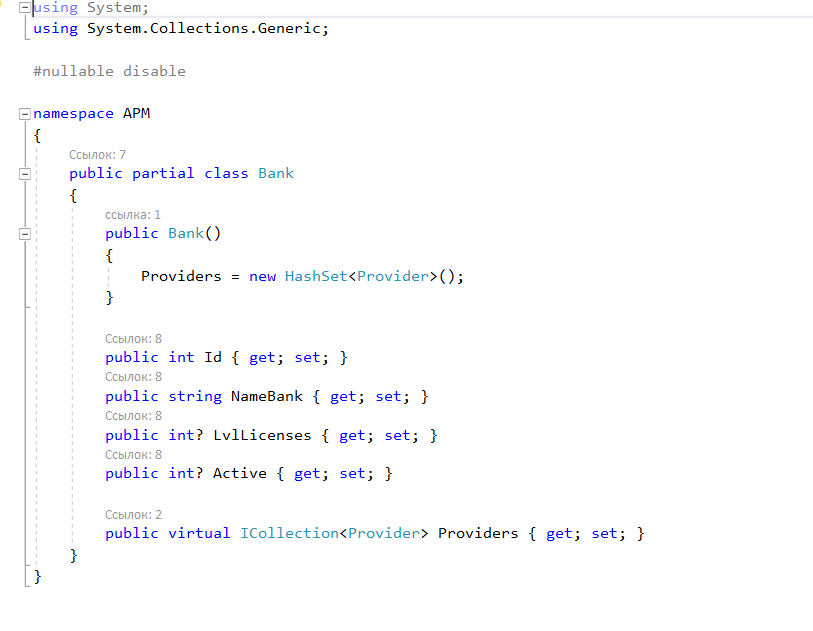 using System;
using System.Collections.Generic;
#nullable disable
namespace APM
{
Ссылок: 7
public partial class Bank
{
ссылка: 1
public Bank()
{
Providers = new HashSet<Provider>();
}
Ссылок: 8
public int Id { get; set; }
Ссылок: 8
public string NameBank { get; set; }
Ссылок: 8
public int? LvlLicenses { get; set; }
Ссылок: 8
public int? Active { get; set; }
Ссылок: 2
public virtual ICollection<Provider> Providers { get; set; }
}
}